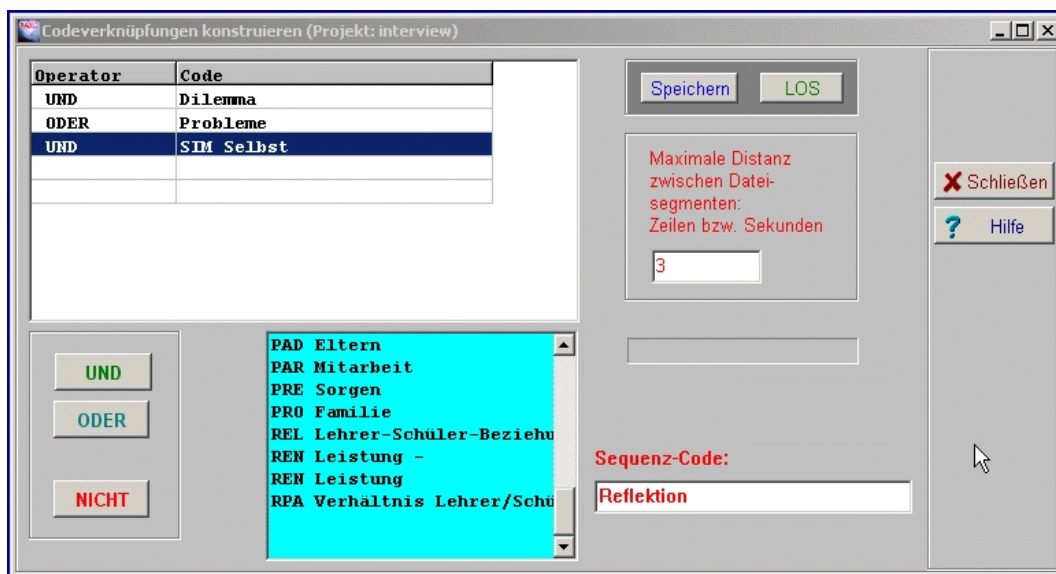 Codeverknüpfungen konstruieren (Projekt: interview)
Operator Code
UND Dilemma
ODER Probleme
UND SIM Selbst
Speichern LOS
Maximale Distanz
zwischen Datei-
segmenten:
Zeilen bzw. Sekunden
3
Schließen
? Hilfe
UND
ODER
NICHT
PAD Eltern
PAR Mitarbeit
PRE Sorgen
PRO Familie
REL Lehrer-Schüler-Beziehu
REN Leistung -
REN Leistung
RPA Verhältnis Lehrer/Schü
Sequenz-Code:
Reflektion